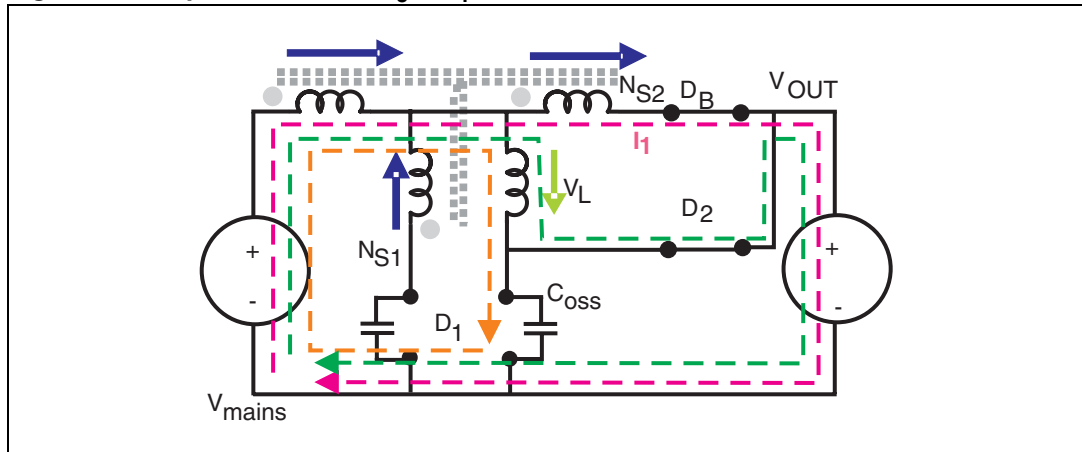 N_S2
D_B
V_OUT
I_1
V_L
D_2
N_S1
+
-
+
-
C_oss
D_1
V_mains